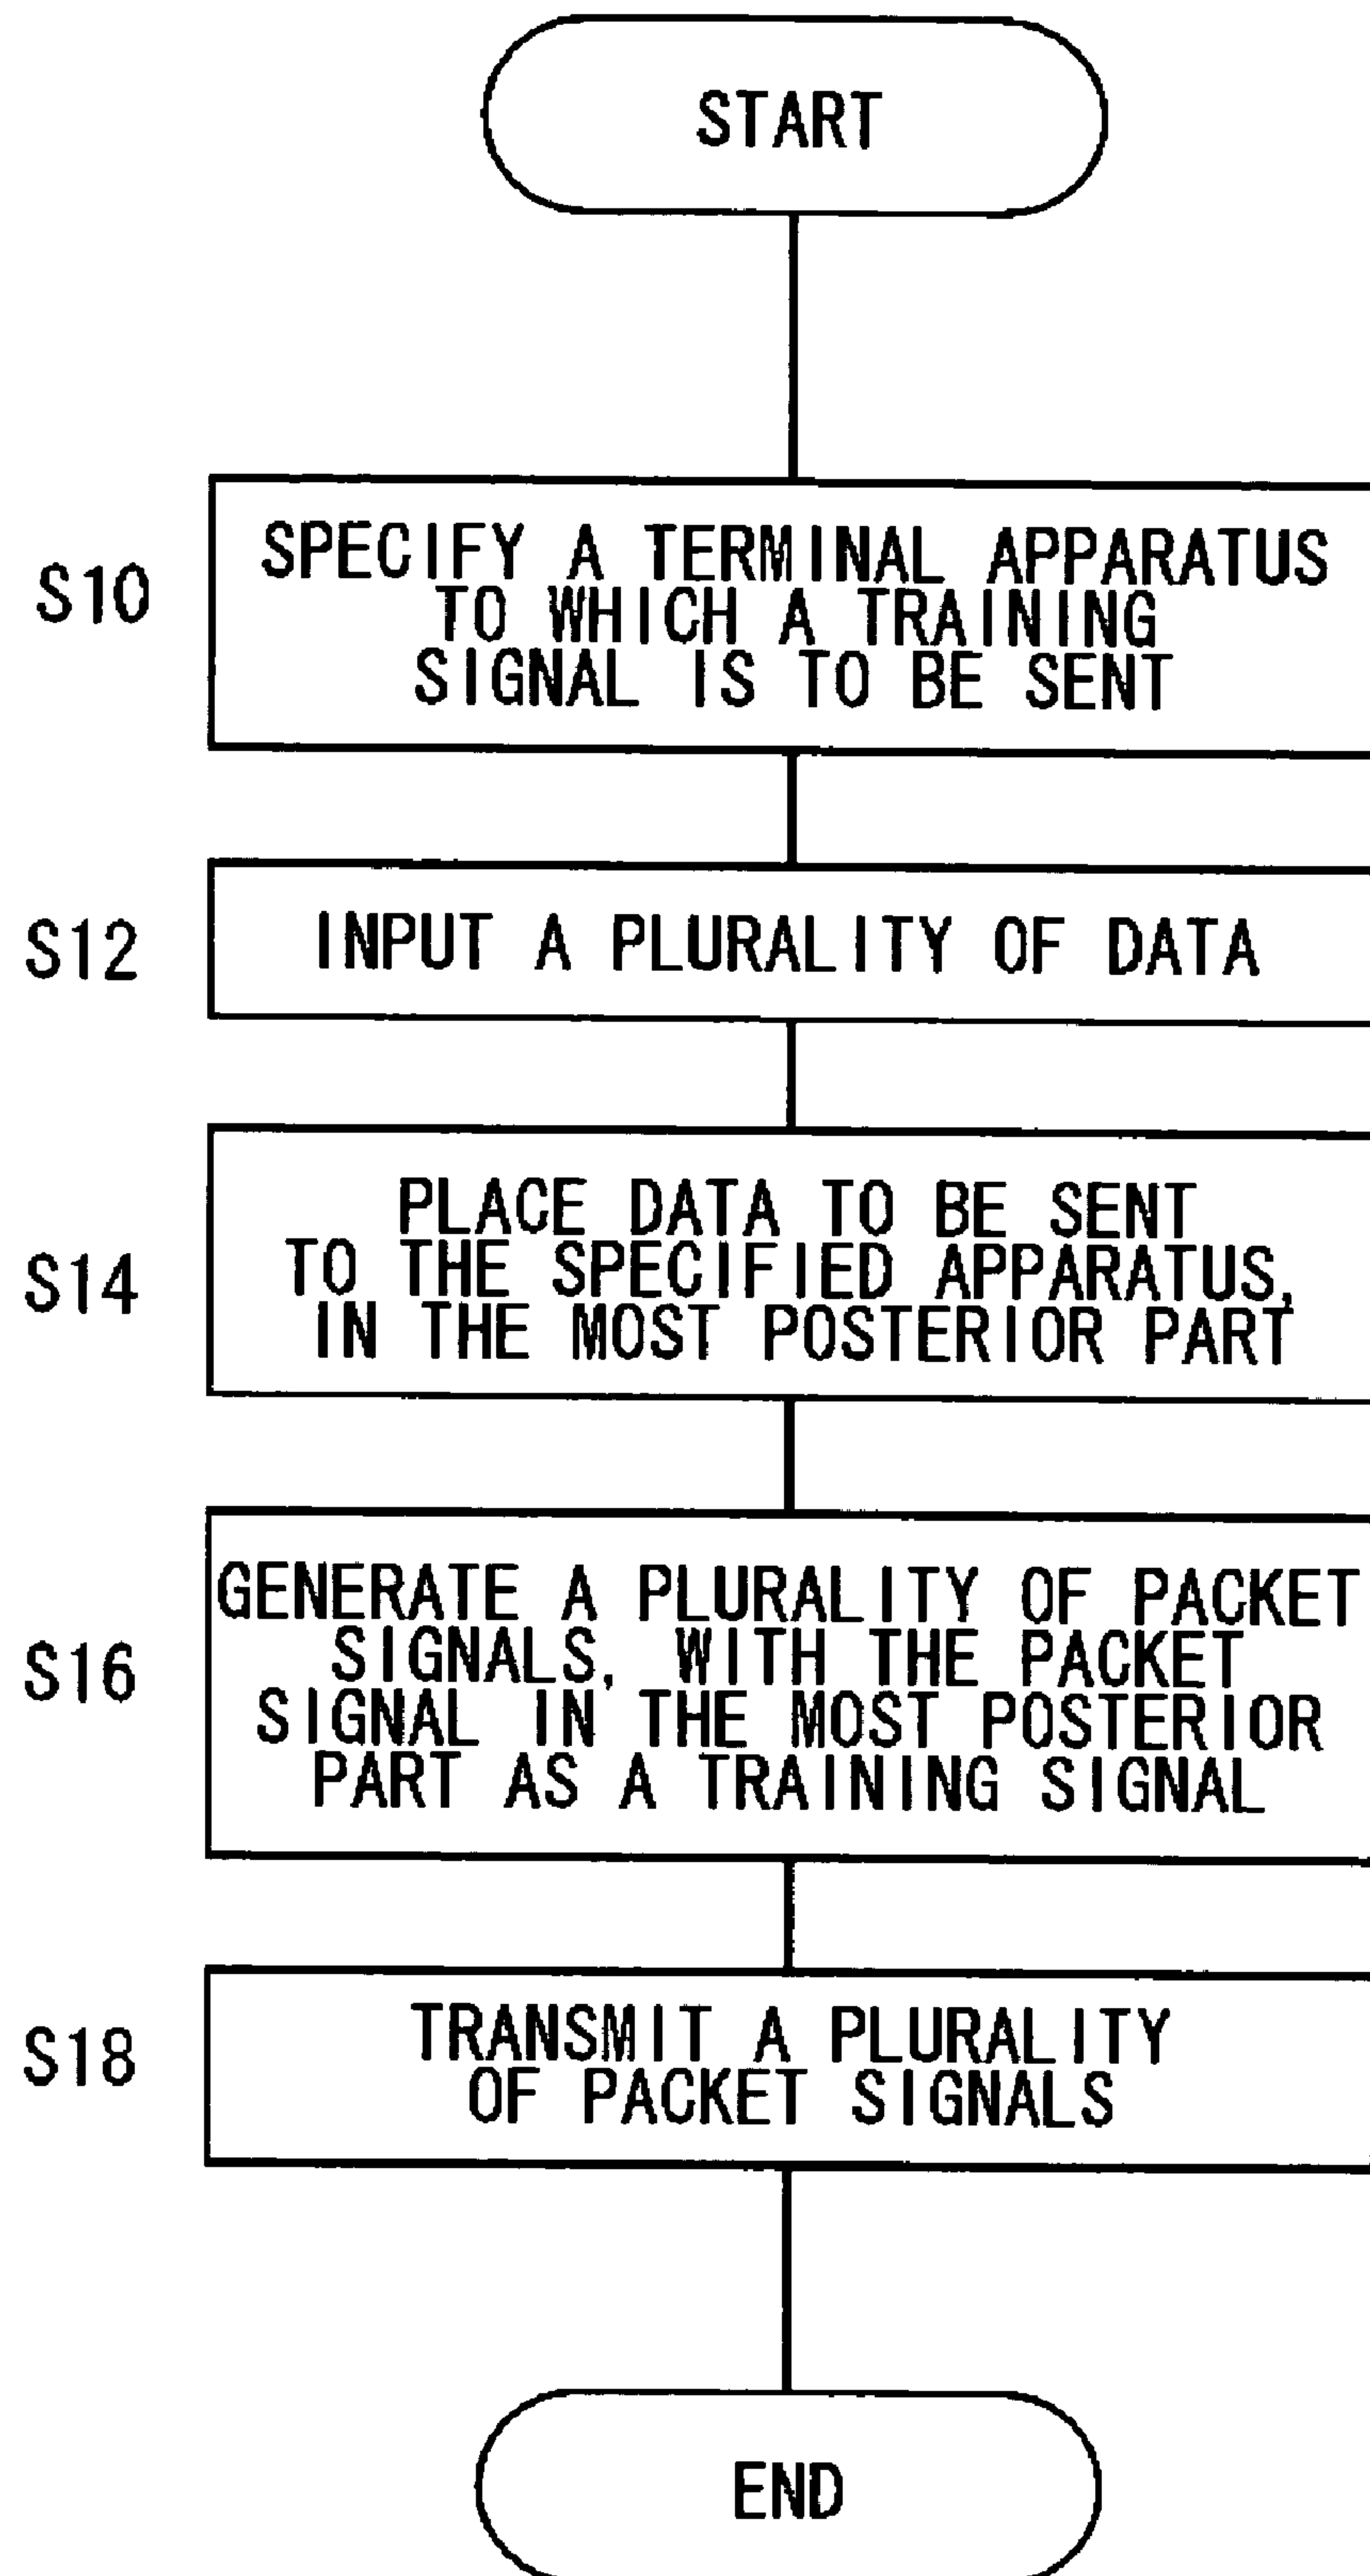 START
S10
SPECIFY A TERMINAL APPARATUS
TO WHICH A TRAINING
SIGNAL IS TO BE SENT
S12
INPUT A PLURALITY OF DATA
S14
PLACE DATA TO BE SENT
TO THE SPECIFIED APPARATUS,
IN THE MOST POSTERIOR PART
S16
GENERATE A PLURALITY OF PACKET
SIGNALS, WITH THE PACKET
SIGNAL IN THE MOST POSTERIOR
PART AS A TRAINING SIGNAL
S18
TRANSMIT A PLURALITY
OF PACKET SIGNALS
END